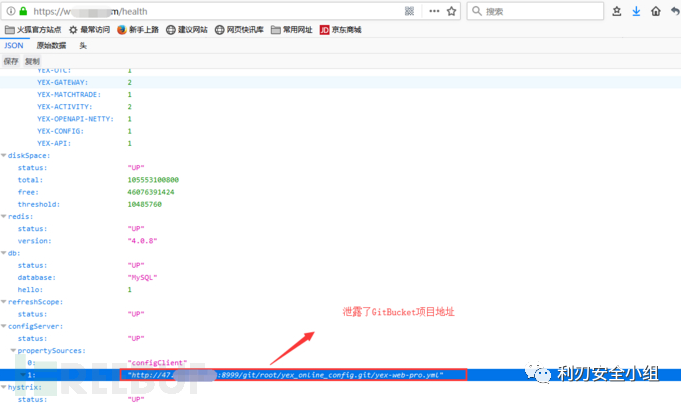 https://w m/health
搜索
火狐官方站点 最常访问 新手上路 建议网站 网页快讯库 常用网址 JD 京东商城
JSON 原始数据 头
保存 复制
YEX-OTC: 1
YEX-GATEWAY: 2
YEX-MATCHTRADE: 1
YEX-ACTIVITY: 2
YEX-OPENAPI-NETTY: 1
YEX-CONFIG: 1
YEX-API: 1
diskSpace:
status: "UP"
total: 105553100800
free: 46076391424
threshold: 10485760
redis:
status: "UP"
version: "4.0.8"
db:
status: "UP"
database: "MySQL"
hello: 1
refreshScope:
status: "UP"
泄露了GitBucket项目地址
configServer:
status: "UP"
propertySources:
0: "configClient"
1: "http://47. :8999/git/root/yex_online_config.git/yex-web-pro.yml"
hystrix:
status: "UP"
REEBUF
利刃安全小组